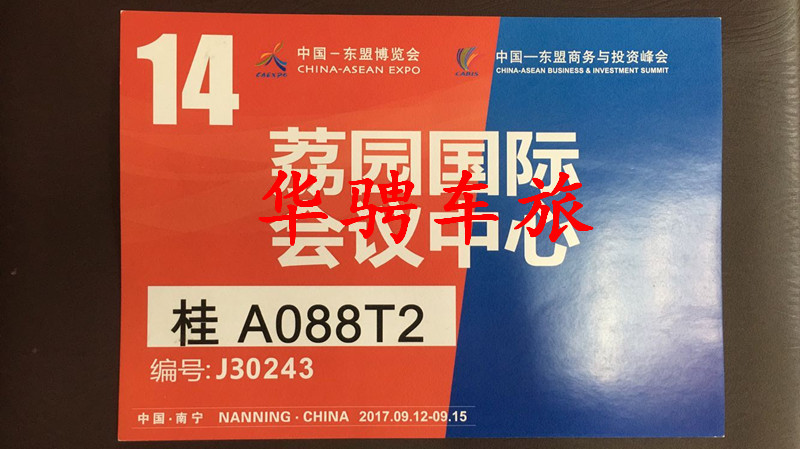 14
中国－东盟博览会
CHINA-ASEAN EXPO
CAEXPO
中国—东盟商务与投资峰会
CHINA-ASEAN BUSINESS & INVESTMENT SUMMIT
CABIS
荔园国际
会议中心
华骋车旅
桂 A088T2
编号: J30243
中国·南宁 NANNING·CHINA 2017.09.12-09.15